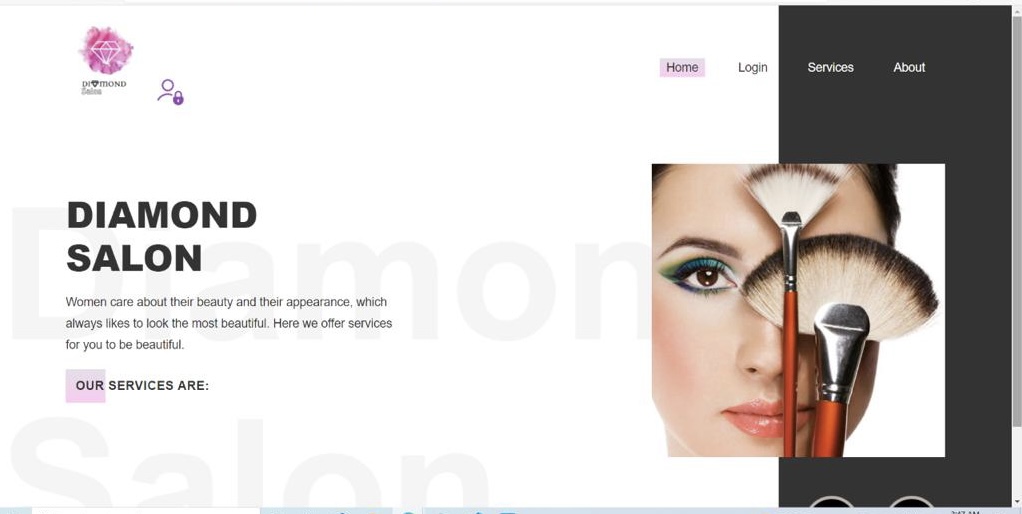 DIAMOND
Salon
Home Login Services About
DIAMOND
SALON
Women care about their beauty and their appearance, which
always likes to look the most beautiful. Here we offer services
for you to be beautiful.
OUR SERVICES ARE:
Diamon
Salon